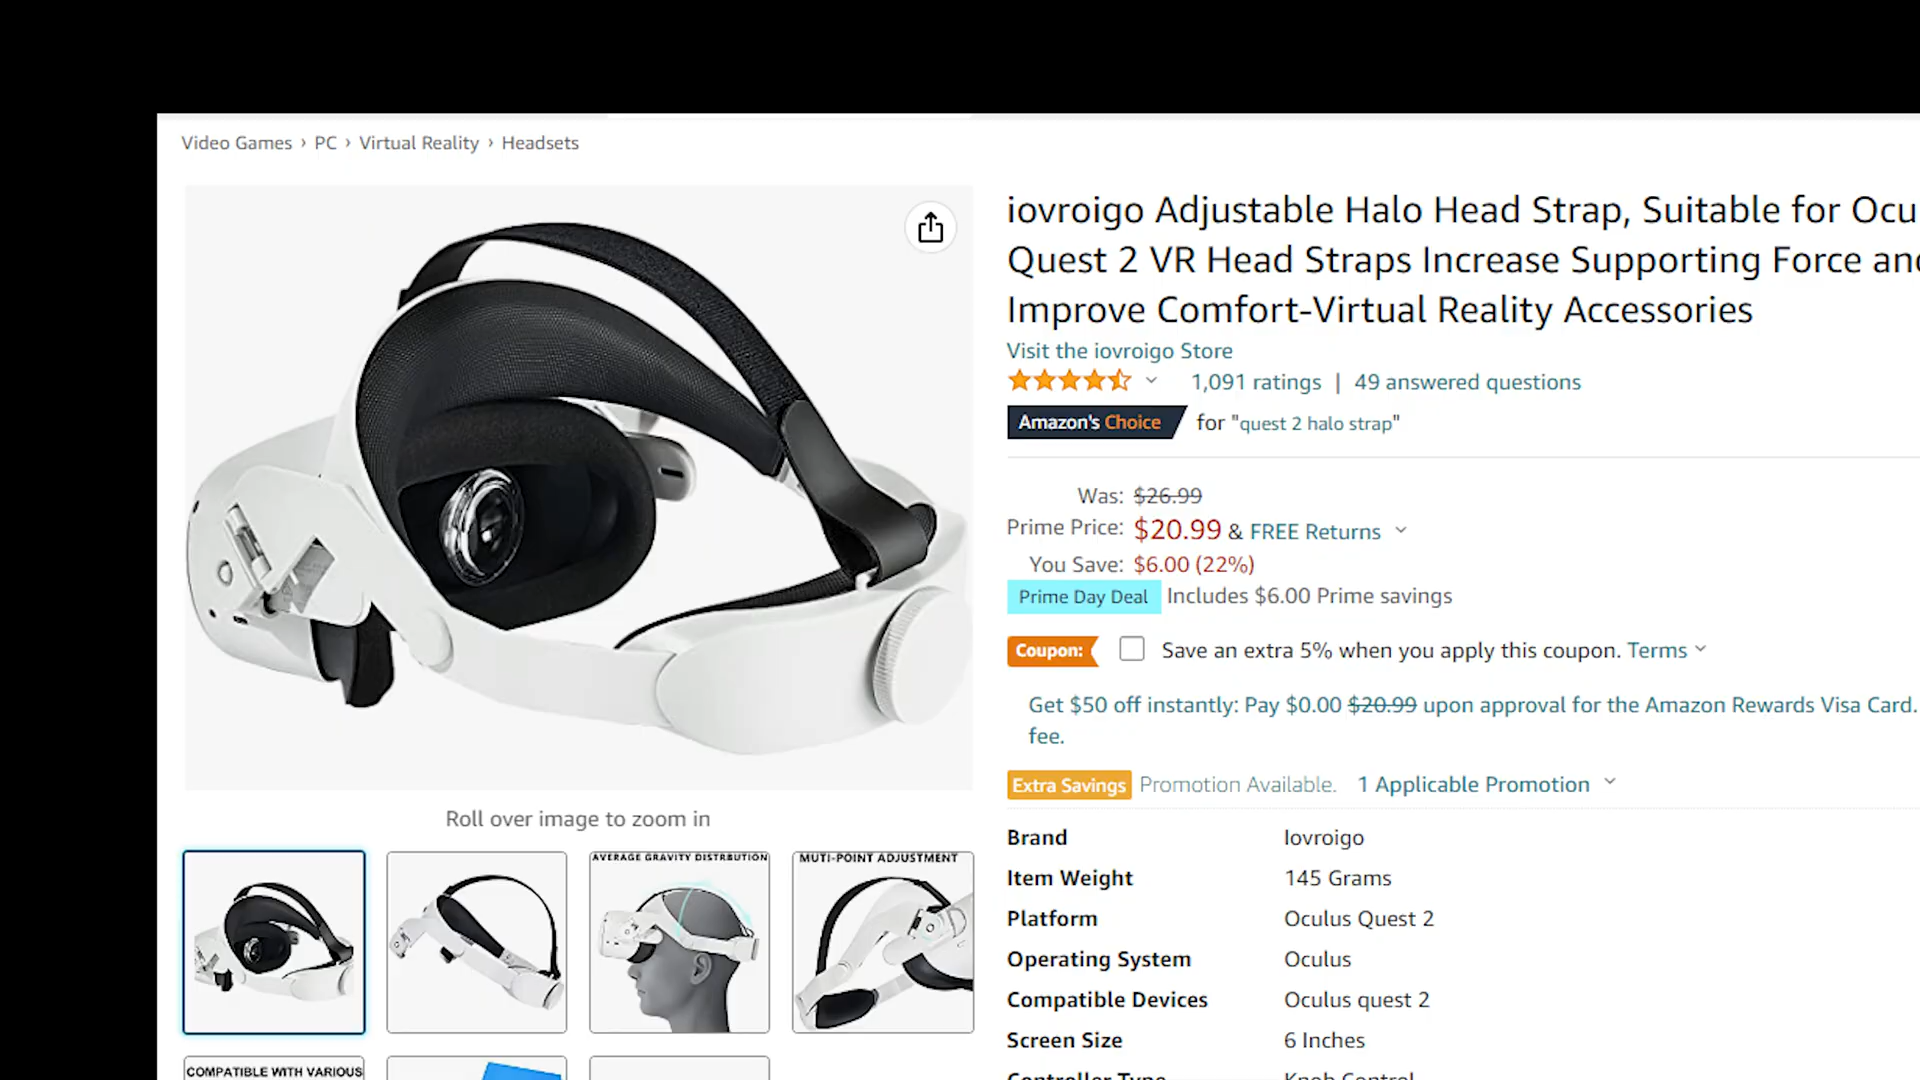 Video Games › PC › Virtual Reality › Headsets
iovroigo Adjustable Halo Head Strap, Suitable for Ocu
Quest 2 VR Head Straps Increase Supporting Force and
Improve Comfort-Virtual Reality Accessories
Visit the iovroigo Store
1,091 ratings | 49 answered questions
Amazon's Choice for "quest 2 halo strap"
Was: $26.99
Prime Price: $20.99 & FREE Returns
You Save: $6.00 (22%)
Prime Day Deal Includes $6.00 Prime savings
Coupon: Save an extra 5% when you apply this coupon. Terms
Get $50 off instantly: Pay $0.00 $20.99 upon approval for the Amazon Rewards Visa Card.
fee.
Extra Savings Promotion Available. 1 Applicable Promotion
Roll over image to zoom in
AVERAGE GRAVITY DISTRBUTION
MUTI-POINT ADJUSTMENT
COMPATIBLE WITH VARIOUS
Brand Iovroigo
Item Weight 145 Grams
Platform Oculus Quest 2
Operating System Oculus
Compatible Devices Oculus quest 2
Screen Size 6 Inches
Controller Type Knob Control